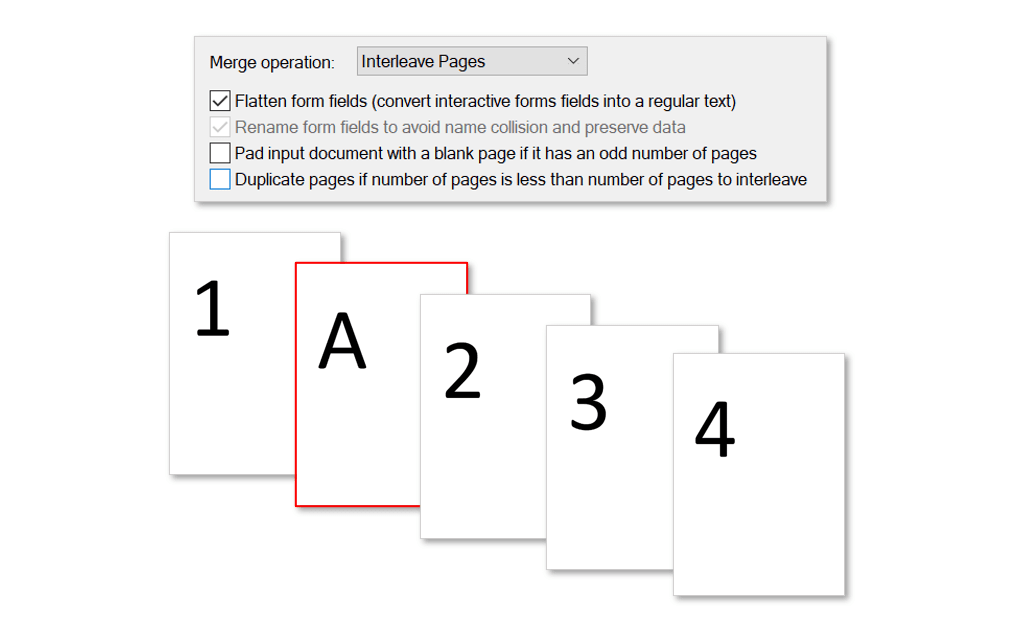 Merge operation: Interleave Pages
Flatten form fields (convert interactive forms fields into a regular text)
Rename form fields to avoid name collision and preserve data
Pad input document with a blank page if it has an odd number of pages
Duplicate pages if number of pages is less than number of pages to interleave
1
A
2
3
4